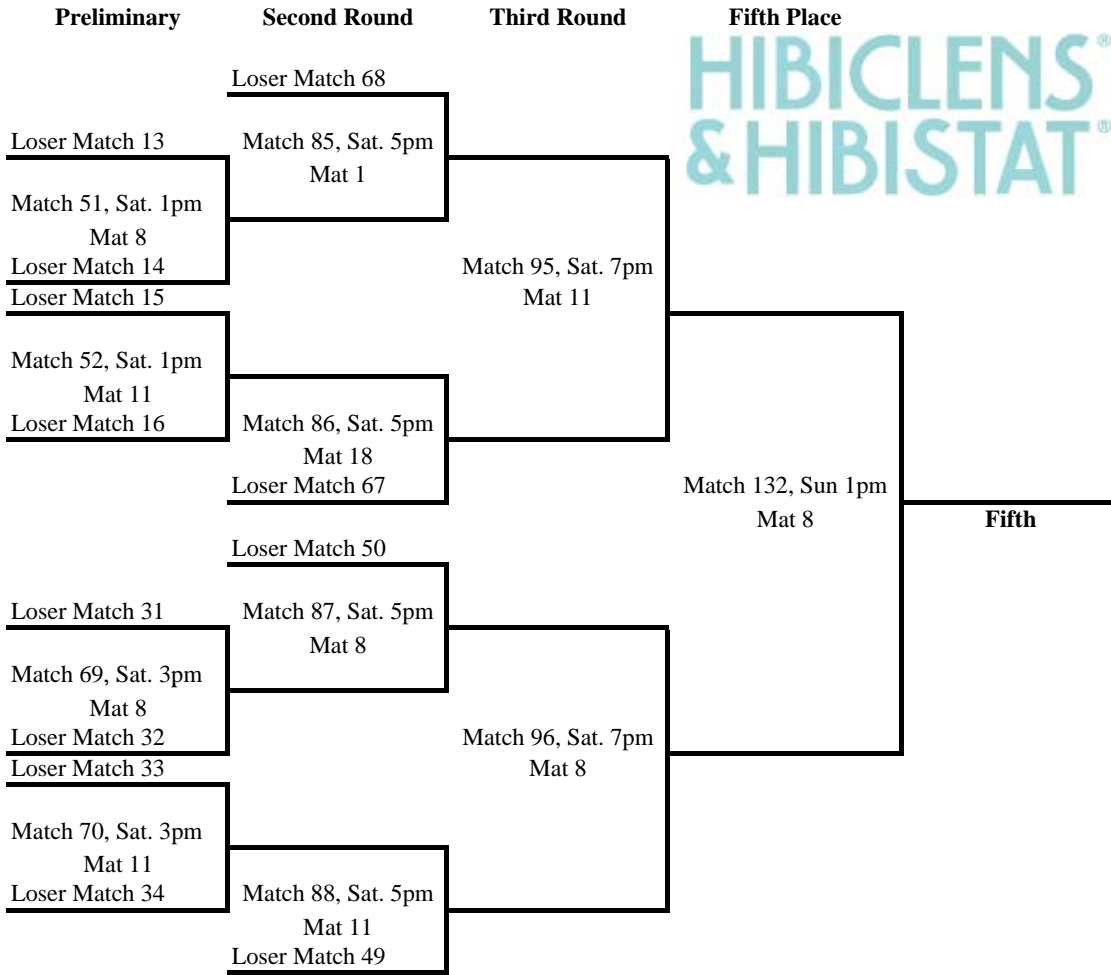 Preliminary Second Round Third Round Fifth Place
HIBICLENS®
&HIBISTAT®
Loser Match 68
Loser Match 13
Match 85, Sat. 5pm
Mat 1
Match 51, Sat. 1pm
Mat 8
Loser Match 14
Loser Match 15
Match 95, Sat. 7pm
Mat 11
Match 52, Sat. 1pm
Mat 11
Loser Match 16
Match 86, Sat. 5pm
Mat 18
Loser Match 67
Match 132, Sun 1pm
Mat 8
Fifth
Loser Match 50
Loser Match 31
Match 87, Sat. 5pm
Mat 8
Match 69, Sat. 3pm
Mat 8
Loser Match 32
Loser Match 33
Match 96, Sat. 7pm
Mat 8
Match 70, Sat. 3pm
Mat 11
Loser Match 34
Match 88, Sat. 5pm
Mat 11
Loser Match 49